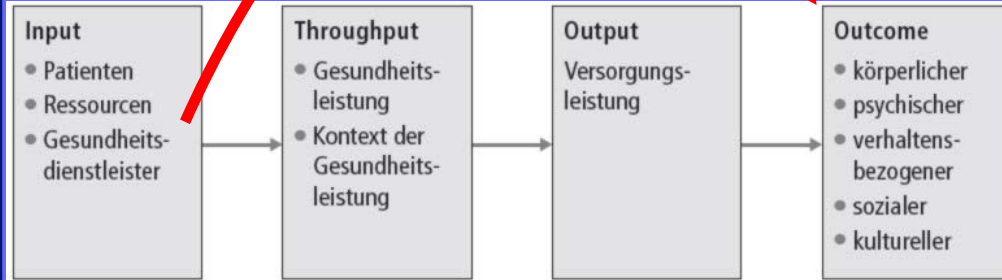 Input
• Patienten
• Ressourcen
• Gesundheits-
dienstleister
Throughput
• Gesundheits-
leistung
• Kontext der
Gesundheits-
leistung
Output
Versorgungs-
leistung
Outcome
• körperlicher
• psychischer
• verhaltens-
bezogener
• sozialer
• kultureller